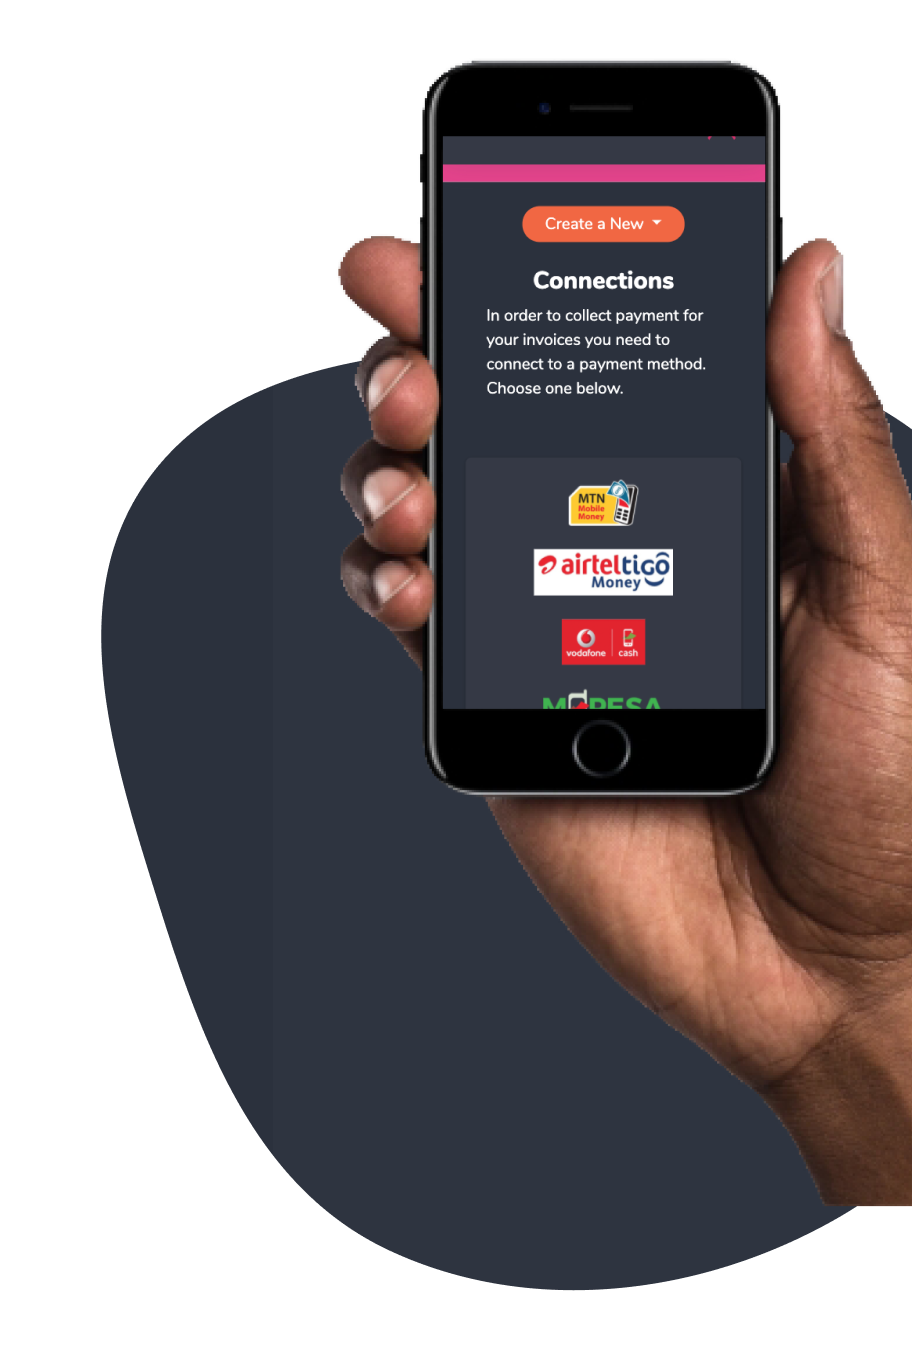 Create a New
Connections
In order to collect payment for
your invoices you need to
connect to a payment method.
Choose one below.
MTN
Mobile
Money
airteltigo
Money
vodafone cash
M-PESA